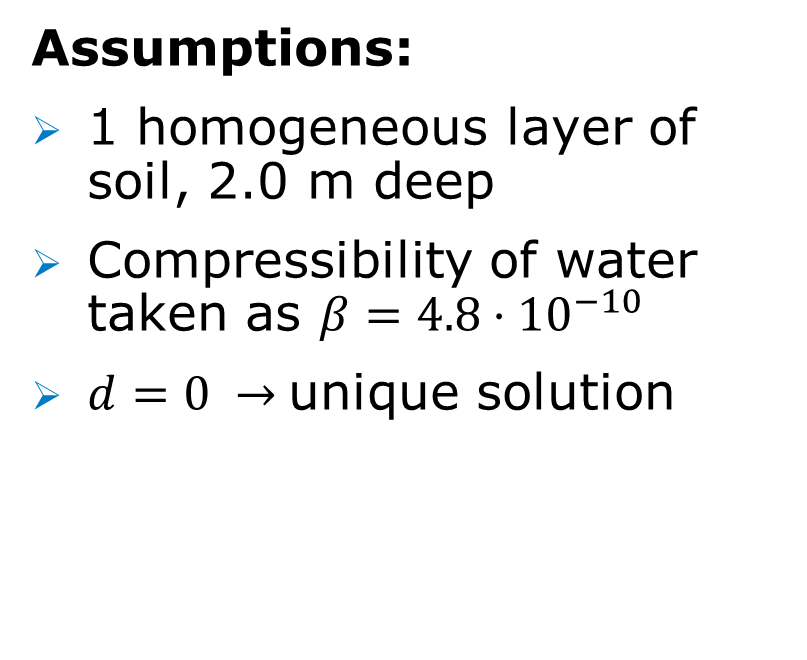 Assumptions:
➢ 1 homogeneous layer of
soil, 2.0 m deep
➢ Compressibility of water
taken as β = 4.8 · 10⁻¹⁰
➢ d = 0 → unique solution